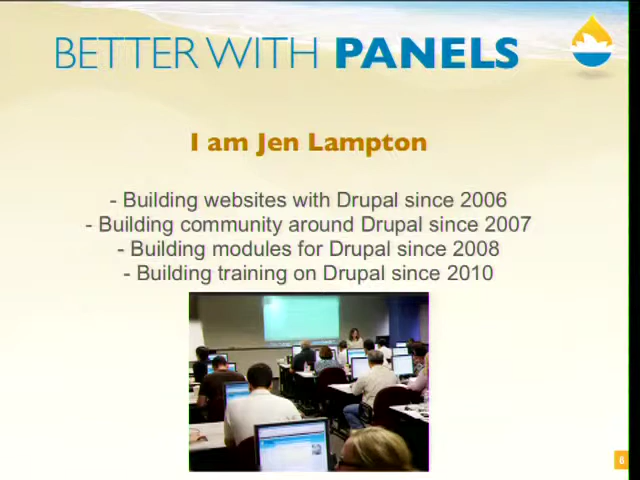 BETTER WITH PANELS
I am Jen Lampton
- Building websites with Drupal since 2006
- Building community around Drupal since 2007
- Building modules for Drupal since 2008
- Building training on Drupal since 2010
8